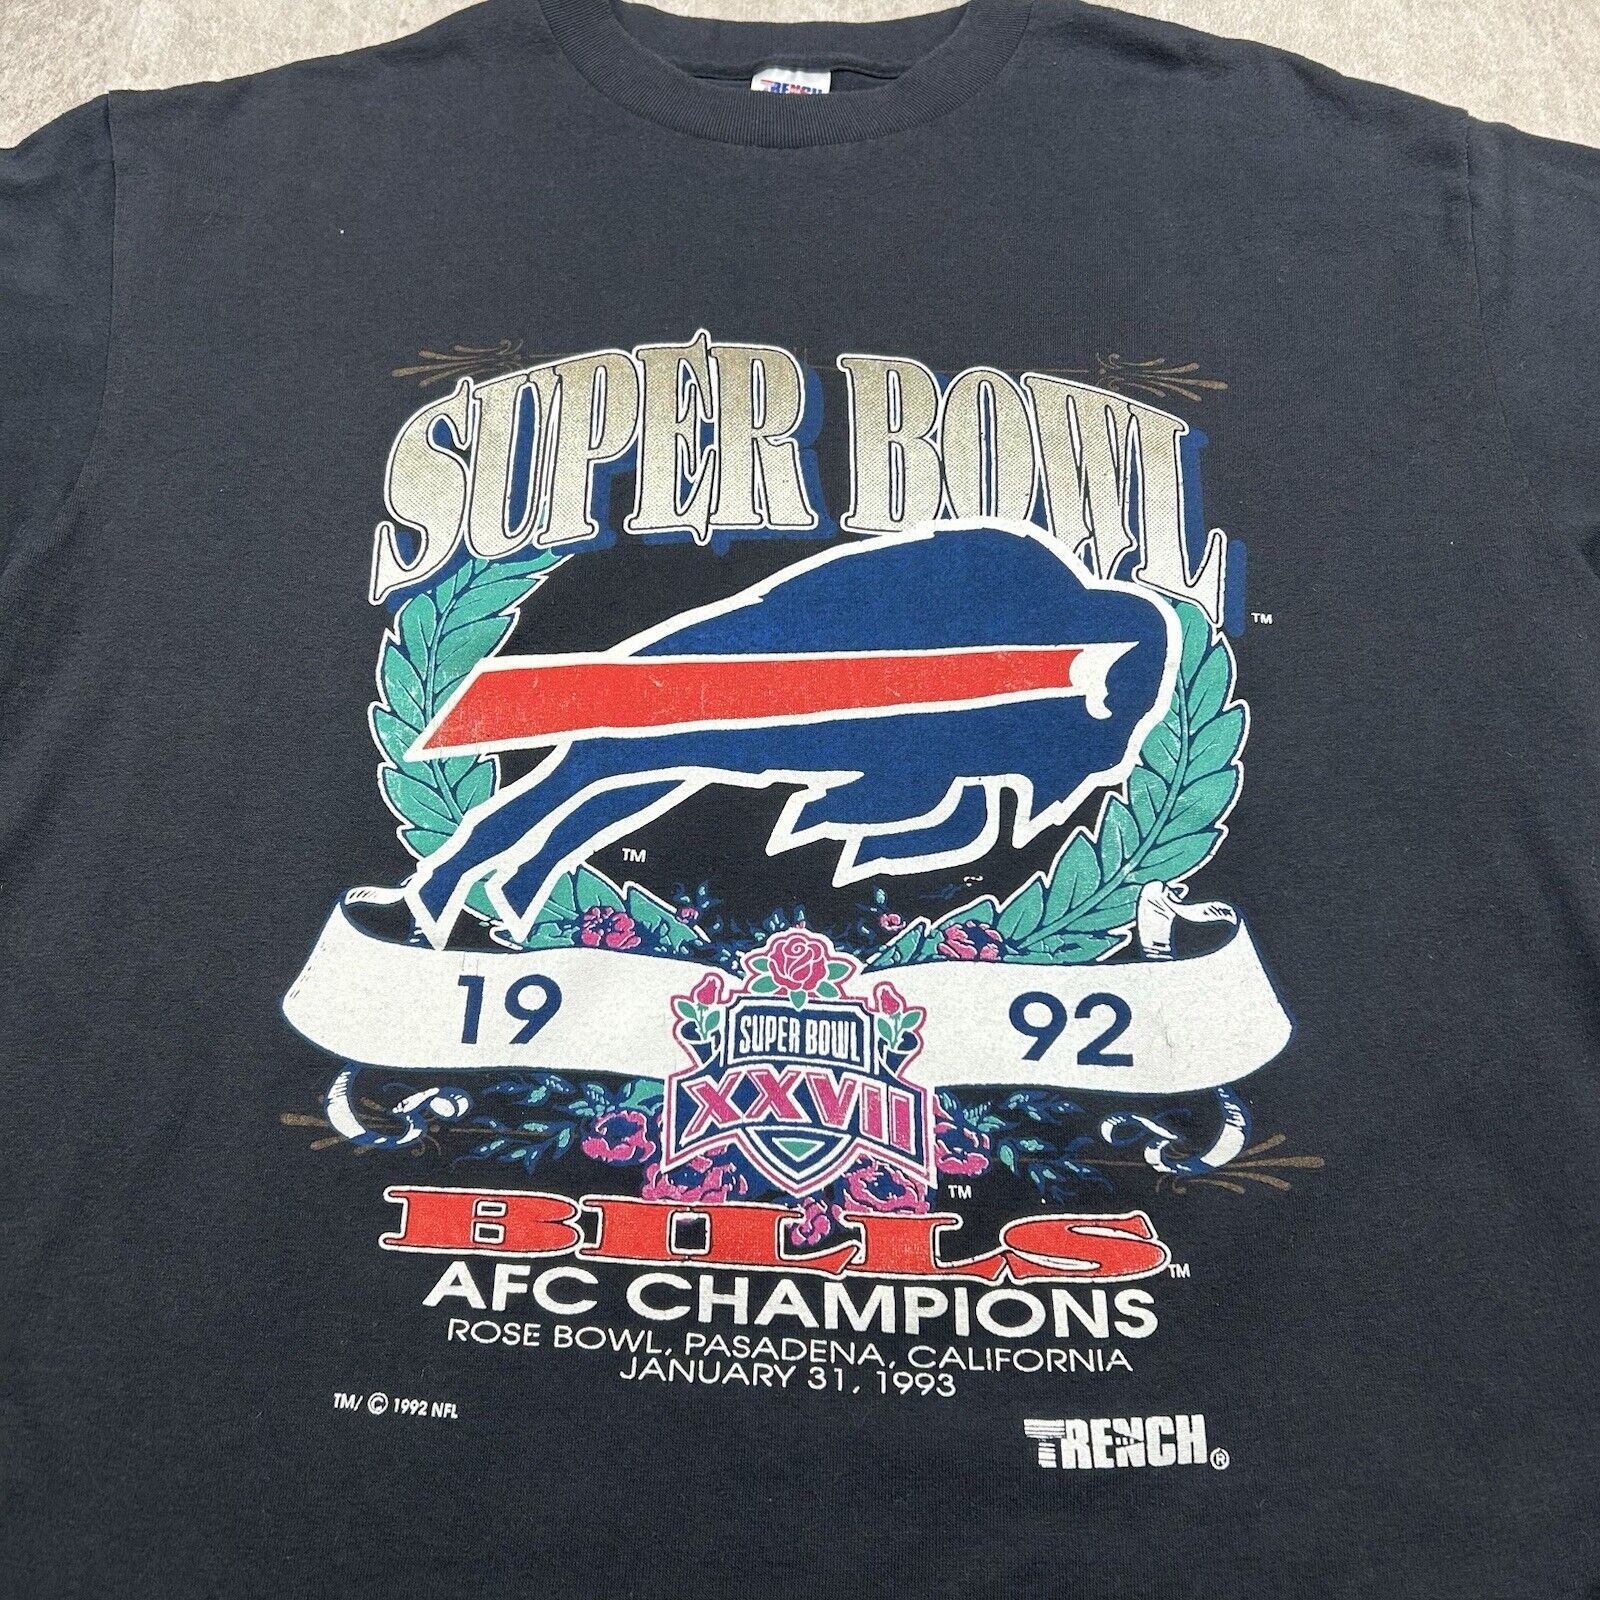 TRENCH
SUPER BOWL
TM
TM
19 92
SUPER BOWL
XXVII
TM
BILLS
TM
AFC CHAMPIONS
ROSE BOWL, PASADENA, CALIFORNIA
JANUARY 31, 1993
TM/ © 1992 NFL
TRENCH®